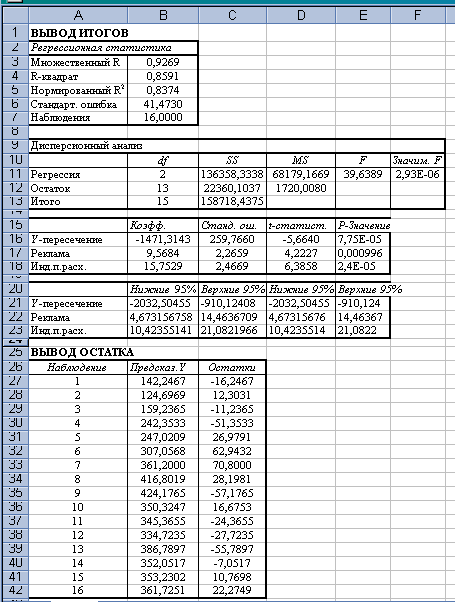 A B C D E F
1 ВЫВОД ИТОГОВ
2 Регрессионная статистика
3 Множественный R 0,9269
4 R-квадрат 0,8591
5 Нормированный R² 0,8374
6 Стандарт. ошибка 41,4730
7 Наблюдения 16,0000
8
9 Дисперсионный анализ
10 df SS MS F Значим. F
11 Регрессия 2 136358,3338 68179,1669 39,6389 2,93E-06
12 Остаток 13 22360,1037 1720,0080
13 Итого 15 158718,4375
14
15 Коэфф. Станд. ош. t-статист. P-Значение
16 Y-пересечение -1471,3143 259,7660 -5,6640 7,75E-05
17 Реклама 9,5684 2,2659 4,2227 0,000996
18 Инд.п.расх. 15,7529 2,4669 6,3858 2,4E-05
20 Нижние 95% Верхние 95% Нижние 95% Верхние 95%
21 Y-пересечение -2032,50455 -910,12408 -2032,50455 -910,124
22 Реклама 4,673156758 14,4636709 4,67315676 14,46367
23 Инд.п.расх. 10,42355141 21,0821966 10,4235514 21,0822
24
25 ВЫВОД ОСТАТКА
26 Наблюдение Предсказ.Y Остатки
27 1 142,2467 -16,2467
28 2 124,6969 12,3031
29 3 159,2365 -11,2365
30 4 242,3533 -51,3533
31 5 247,0209 26,9791
32 6 307,0568 62,9432
33 7 361,2000 70,8000
34 8 416,8019 28,1981
35 9 424,1765 -57,1765
36 10 350,3247 16,6753
37 11 345,3655 -24,3655
38 12 334,7235 -27,7235
39 13 386,7897 -55,7897
40 14 352,0517 -7,0517
41 15 353,2302 10,7698
42 16 361,7251 22,2749